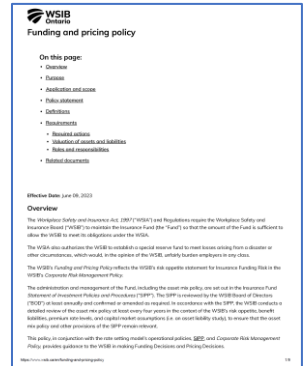 WSIB
Ontario
Funding and pricing policy
On this page:
• Overview
• Purpose
• Application and scope
• Policy statement
• Definitions
• Requirements
• Required actions
• Valuation of assets and liabilities
• Roles and responsibilities
• Related documents
Effective Date: June 09, 2023
Overview
The Workplace Safety and Insurance Act, 1997 ("WSIA") and Regulations require the Workplace Safety and
Insurance Board ("WSIB") to maintain the Insurance Fund (the "Fund") so that the amount of the Fund is sufficient to
allow the WSIB to meet its obligations under the WSIA.
The WSIA also authorizes the WSIB to establish a special reserve fund to meet losses arising from a disaster or
other circumstances, which would, in the opinion of the WSIB, unfairly burden employers in any class.
The WSIB's Funding and Pricing Policy reflects the WSIB's risk appetite statement for Insurance Funding Risk in the
WSIB's Corporate Risk Management Policy.
The administration and management of the Fund, including the asset mix policy, are set out in the Insurance Fund
Statement of Investment Policies and Procedures ("SIPP"). The SIPP is reviewed by the WSIB Board of Directors
("BOD") at least annually and confirmed or amended as required. In accordance with the SIPP, the WSIB conducts a
detailed review of the asset mix policy at least every four years in the context of the WSIB's risk appetite, benefit
liabilities, premium rate levels, and capital market assumptions (i.e. an asset liability study), to ensure that the asset
mix policy and other provisions of the SIPP remain relevant.
This policy, in conjunction with the rate setting model's operational policies, SIPP, and Corporate Risk Management
Policy, provides guidance to the WSIB in making Funding Decisions and Pricing Decisions.